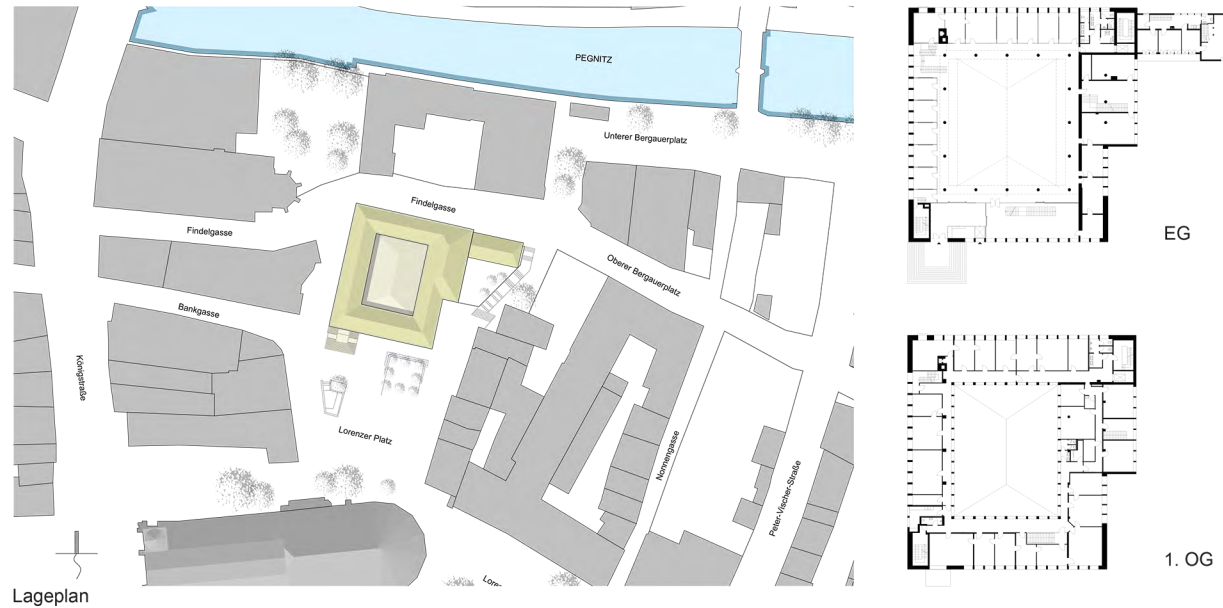 PEGNITZ
Unterer Bergauerplatz
Findelgasse
Findelgasse
Oberer Bergauerplatz
Bankgasse
Königstraße
Lorenzer Platz
Nonnengasse
Peter-Vischer-Straße
Lageplan
EG
1. OG